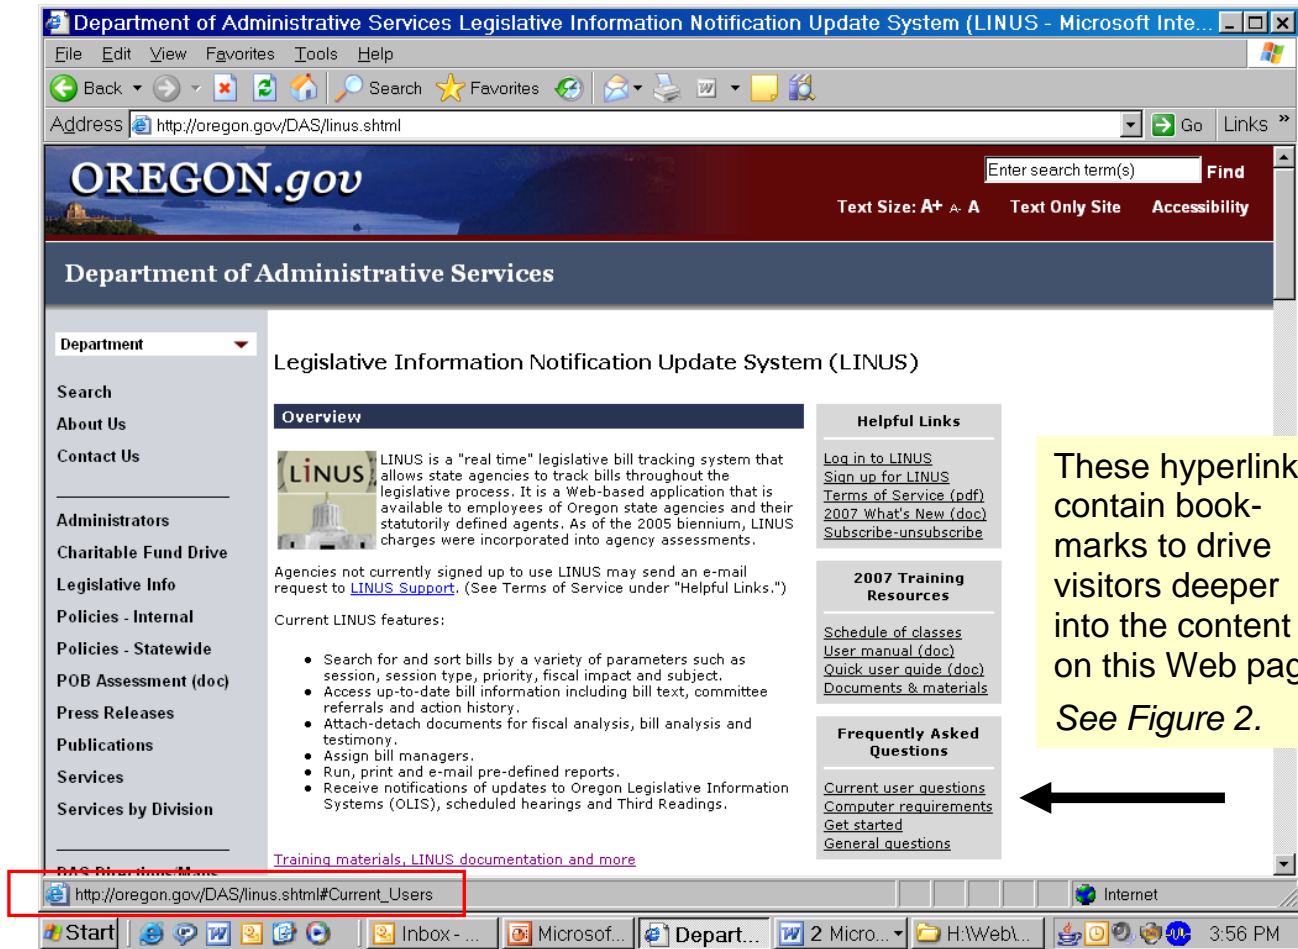 Department of Administrative Services Legislative Information Notification Update System (LINUS - Microsoft Inte...
File Edit View Favorites Tools Help
Back Search Favorites
Address http://oregon.gov/DAS/linus.shtml Go Links »
OREGON.gov
Enter search term(s) Find
Text Size: A+ A- A Text Only Site Accessibility
Department of Administrative Services
Department
Search
About Us
Contact Us
Administrators
Charitable Fund Drive
Legislative Info
Policies - Internal
Policies - Statewide
POB Assessment (doc)
Press Releases
Publications
Services
Services by Division
DAS Directions/Maps
Legislative Information Notification Update System (LINUS)
Overview
LINUS
LINUS is a "real time" legislative bill tracking system that
allows state agencies to track bills throughout the
legislative process. It is a Web-based application that is
available to employees of Oregon state agencies and their
statutorily defined agents. As of the 2005 biennium, LINUS
charges were incorporated into agency assessments.
Agencies not currently signed up to use LINUS may send an e-mail
request to LINUS Support. (See Terms of Service under "Helpful Links.")
Current LINUS features:
● Search for and sort bills by a variety of parameters such as
session, session type, priority, fiscal impact and subject.
● Access up-to-date bill information including bill text, committee
referrals and action history.
● Attach-detach documents for fiscal analysis, bill analysis and
testimony.
● Assign bill managers.
● Run, print and e-mail pre-defined reports.
● Receive notifications of updates to Oregon Legislative Information
Systems (OLIS), scheduled hearings and Third Readings.
Training materials, LINUS documentation and more
Helpful Links
Log in to LINUS
Sign up for LINUS
Terms of Service (pdf)
2007 What's New (doc)
Subscribe-unsubscribe
2007 Training
Resources
Schedule of classes
User manual (doc)
Quick user guide (doc)
Documents & materials
Frequently Asked
Questions
Current user questions
Computer requirements
Get started
General questions
These hyperlink
contain book-
marks to drive
visitors deeper
into the content
on this Web pag
See Figure 2.
http://oregon.gov/DAS/linus.shtml#Current_Users Internet
Start Inbox - ... Microsof... Depart... 2 Micro... H:\Web\... 3:56 PM